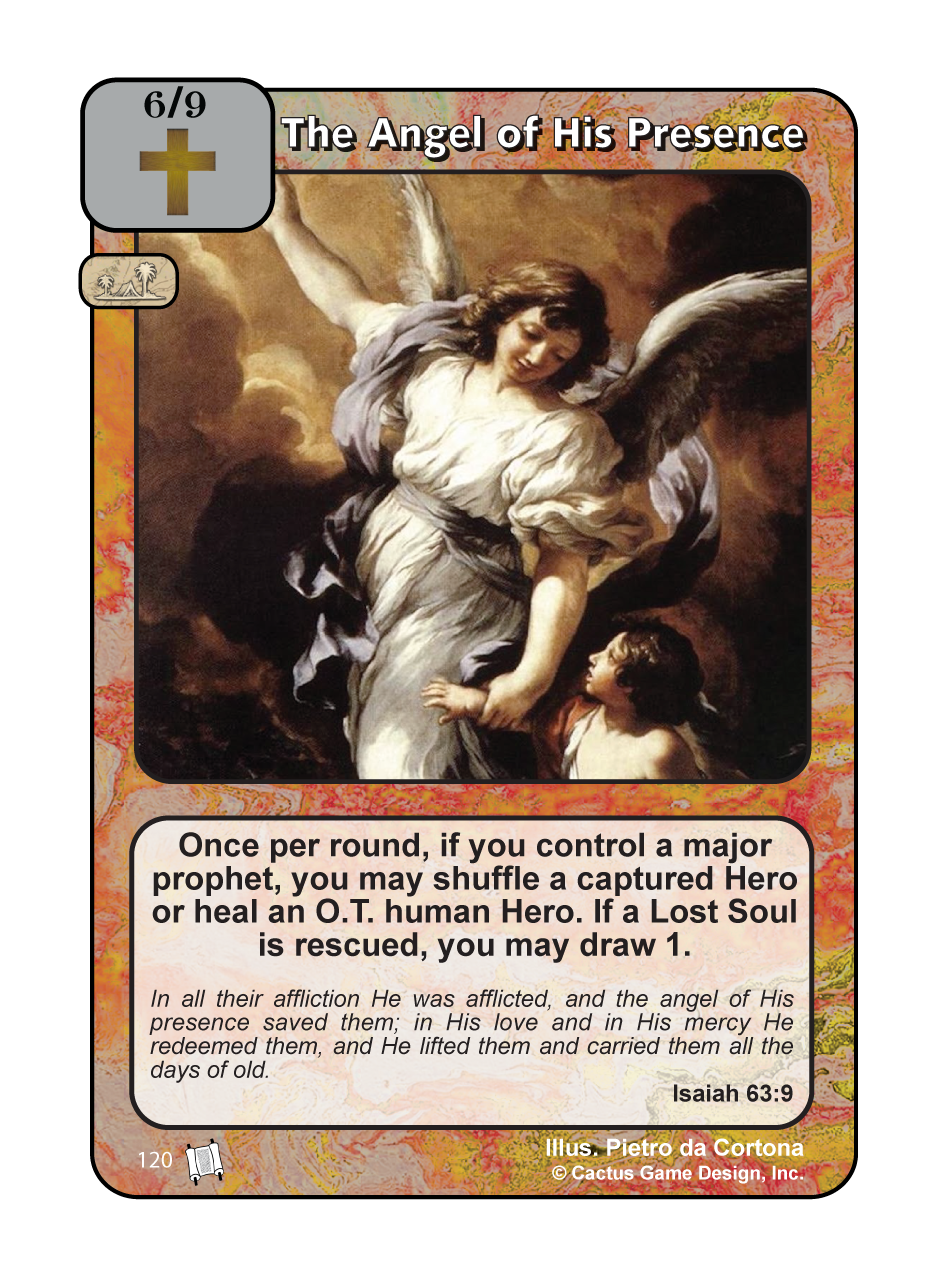 6/9
The Angel of His Presence
Once per round, if you control a major
prophet, you may shuffle a captured Hero
or heal an O.T. human Hero. If a Lost Soul
is rescued, you may draw 1.
In all their affliction He was afflicted, and the angel of His
presence saved them; in His love and in His mercy He
redeemed them, and He lifted them and carried them all the
days of old.
Isaiah 63:9
120
Illus. Pietro da Cortona
© Cactus Game Design, Inc.